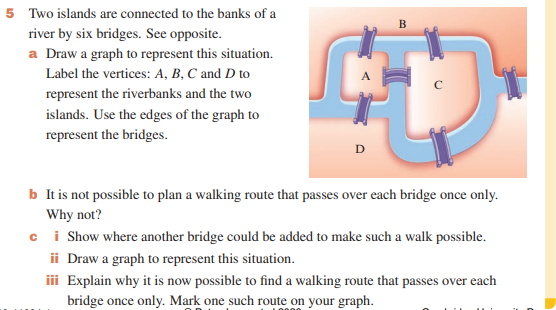 5 Two islands are connected to the banks of a
river by six bridges. See opposite.
a Draw a graph to represent this situation.
Label the vertices: A, B, C and D to
represent the riverbanks and the two
islands. Use the edges of the graph to
represent the bridges.
B
A
C
D
b It is not possible to plan a walking route that passes over each bridge once only.
Why not?
c i Show where another bridge could be added to make such a walk possible.
ii Draw a graph to represent this situation.
iii Explain why it is now possible to find a walking route that passes over each
bridge once only. Mark one such route on your graph.